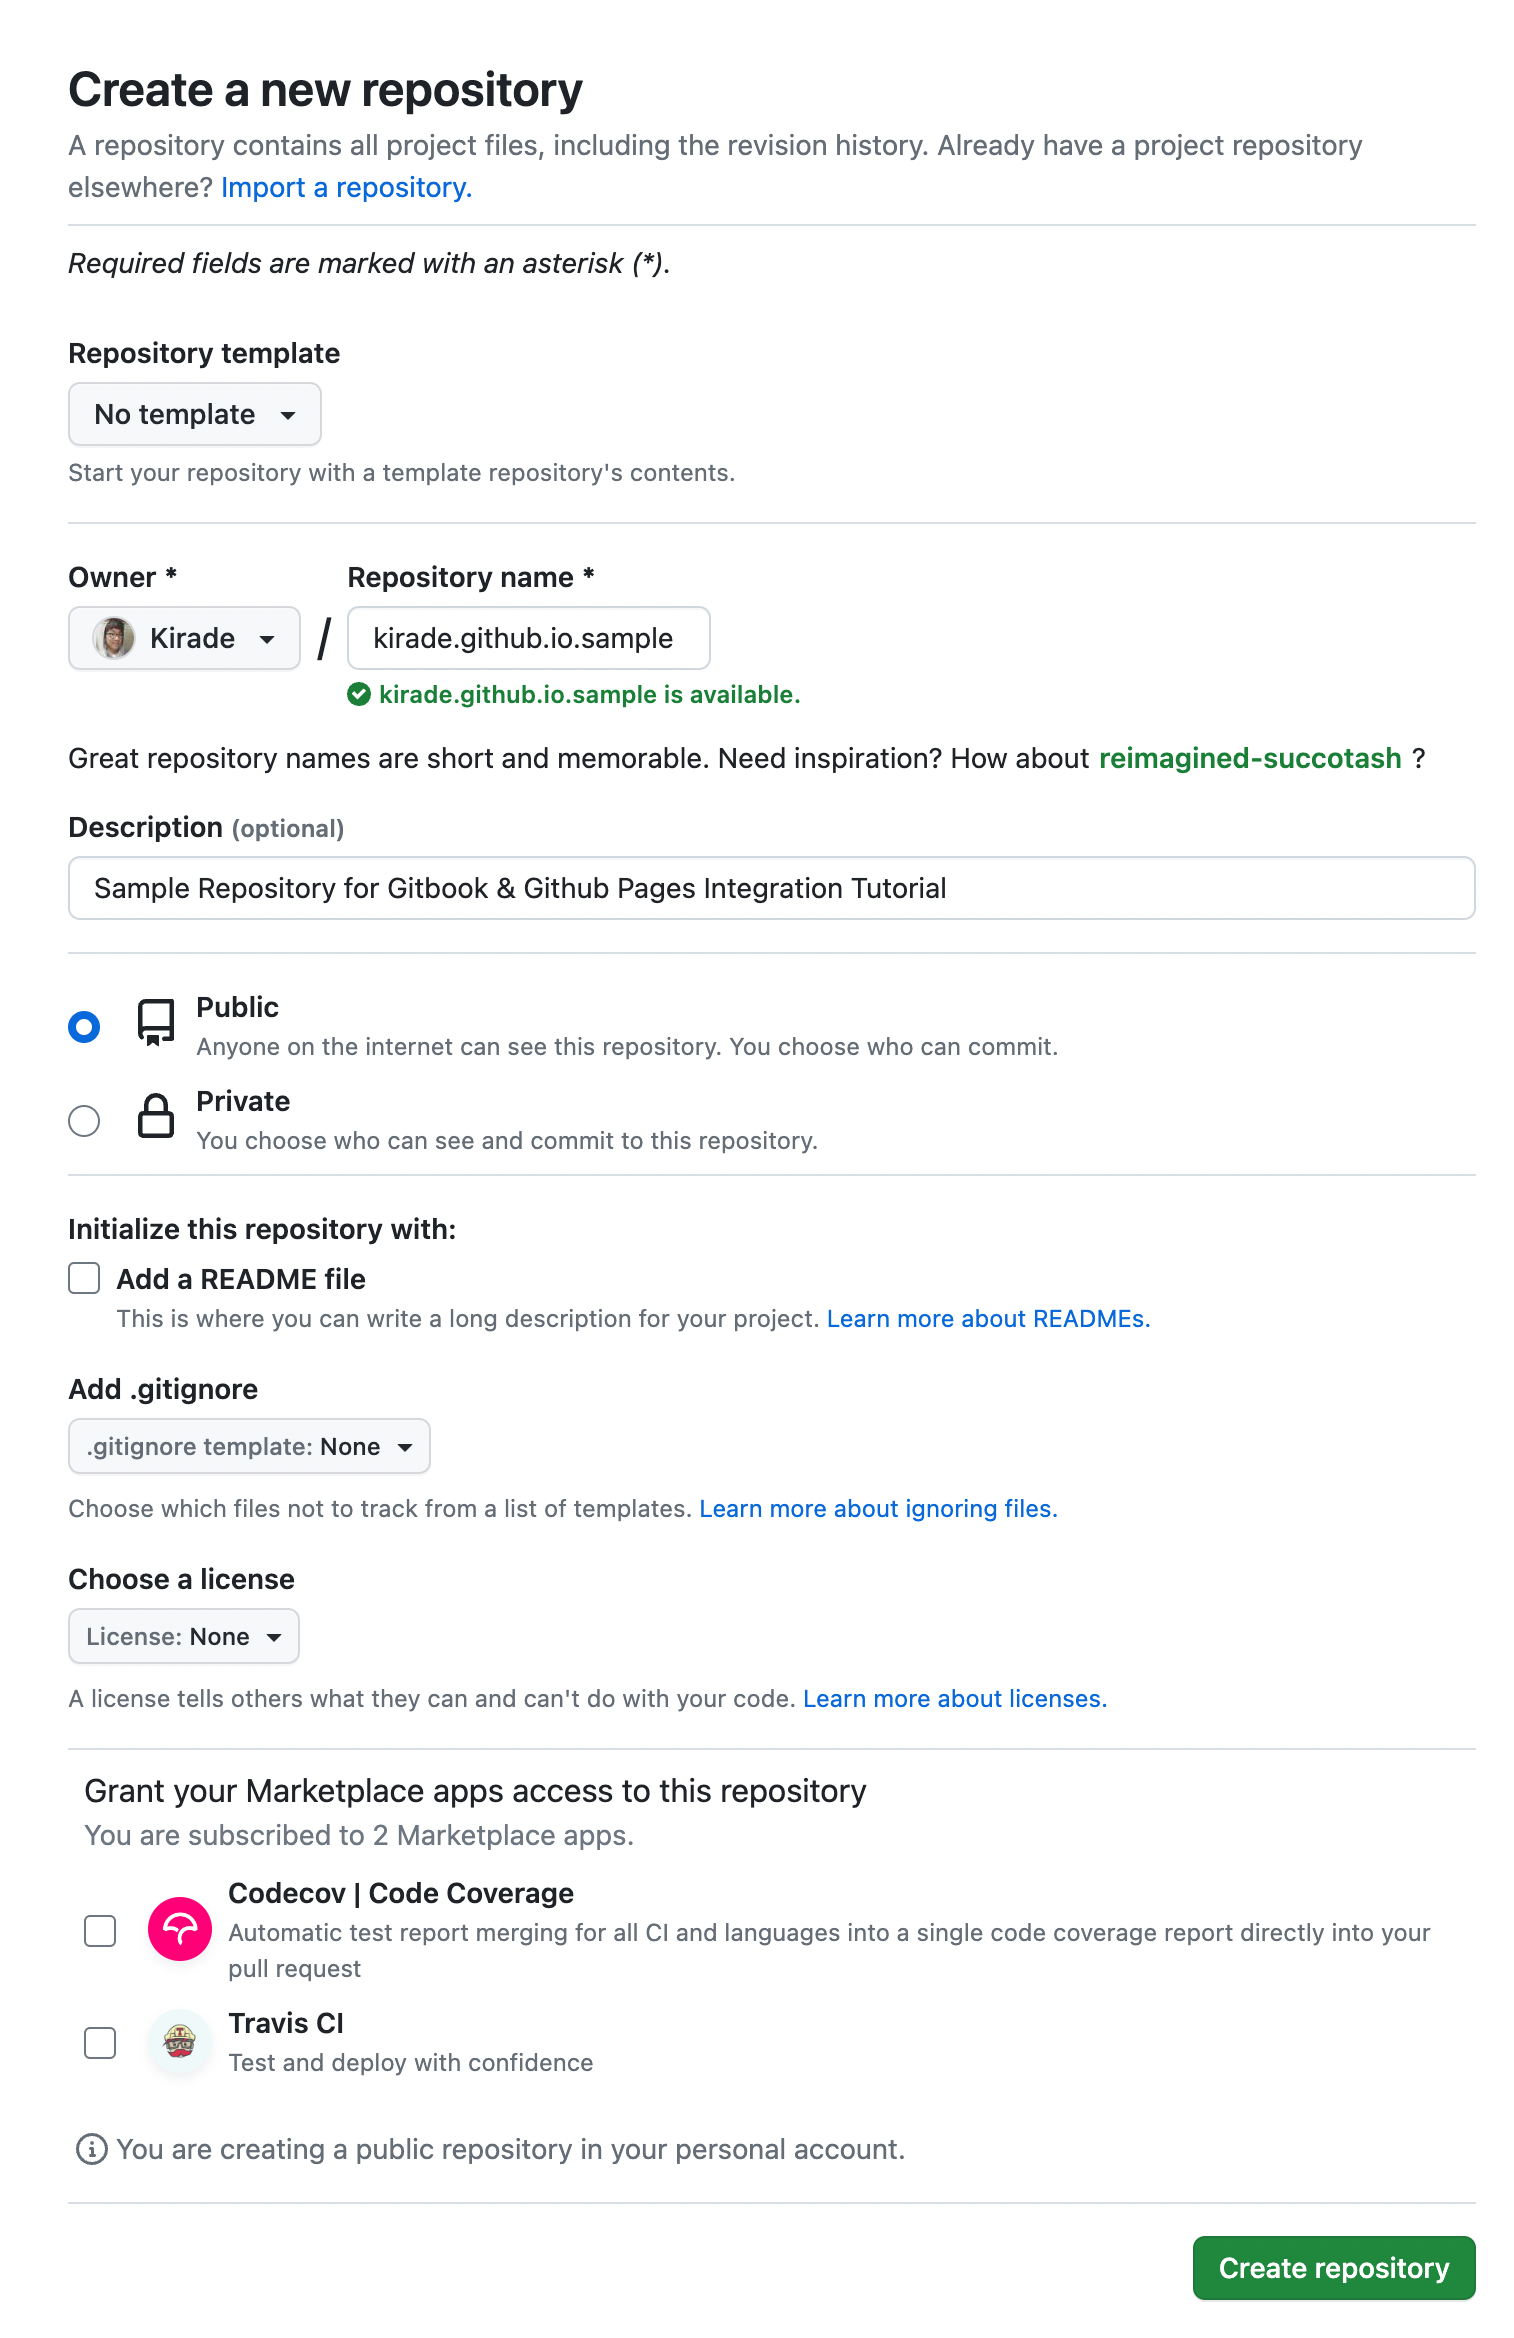 Create a new repository
A repository contains all project files, including the revision history. Already have a project repository
elsewhere? Import a repository.
Required fields are marked with an asterisk (*).
Repository template
No template
Start your repository with a template repository's contents.
Owner *
Repository name *
Kirade
/
kirade.github.io.sample
kirade.github.io.sample is available.
Great repository names are short and memorable. Need inspiration? How about reimagined-succotash ?
Description (optional)
Sample Repository for Gitbook & Github Pages Integration Tutorial
Public
Anyone on the internet can see this repository. You choose who can commit.
Private
You choose who can see and commit to this repository.
Initialize this repository with:
Add a README file
This is where you can write a long description for your project. Learn more about READMEs.
Add .gitignore
.gitignore template: None
Choose which files not to track from a list of templates. Learn more about ignoring files.
Choose a license
License: None
A license tells others what they can and can't do with your code. Learn more about licenses.
Grant your Marketplace apps access to this repository
You are subscribed to 2 Marketplace apps.
Codecov | Code Coverage
Automatic test report merging for all CI and languages into a single code coverage report directly into your
pull request
Travis CI
Test and deploy with confidence
You are creating a public repository in your personal account.
Create repository